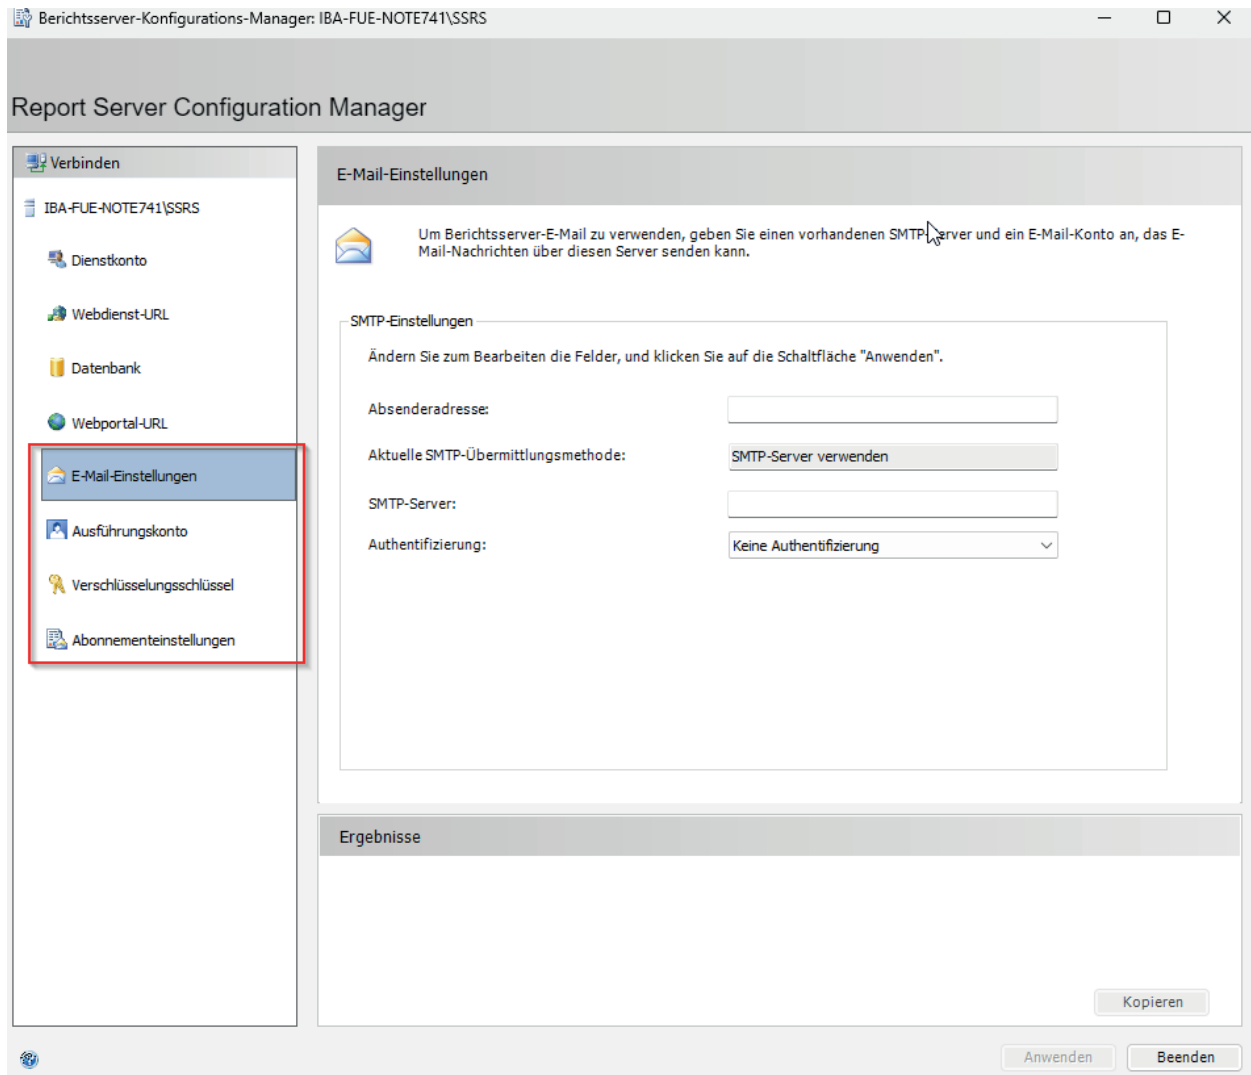 Berichtsserver-Konfigurations-Manager: IBA-FUE-NOTE741\SSRS
Report Server Configuration Manager
Verbinden
IBA-FUE-NOTE741\SSRS
Dienstkonto
Webdienst-URL
Datenbank
Webportal-URL
E-Mail-Einstellungen
Ausführungskonto
Verschlüsselungsschlüssel
Abonnementeinstellungen
E-Mail-Einstellungen
Um Berichtsserver-E-Mail zu verwenden, geben Sie einen vorhandenen SMTP-Server und ein E-Mail-Konto an, das E-
Mail-Nachrichten über diesen Server senden kann.
SMTP-Einstellungen
Ändern Sie zum Bearbeiten die Felder, und klicken Sie auf die Schaltfläche "Anwenden".
Absenderadresse:
Aktuelle SMTP-Übermittlungsmethode: SMTP-Server verwenden
SMTP-Server:
Authentifizierung: Keine Authentifizierung
Ergebnisse
Kopieren
Anwenden Beenden